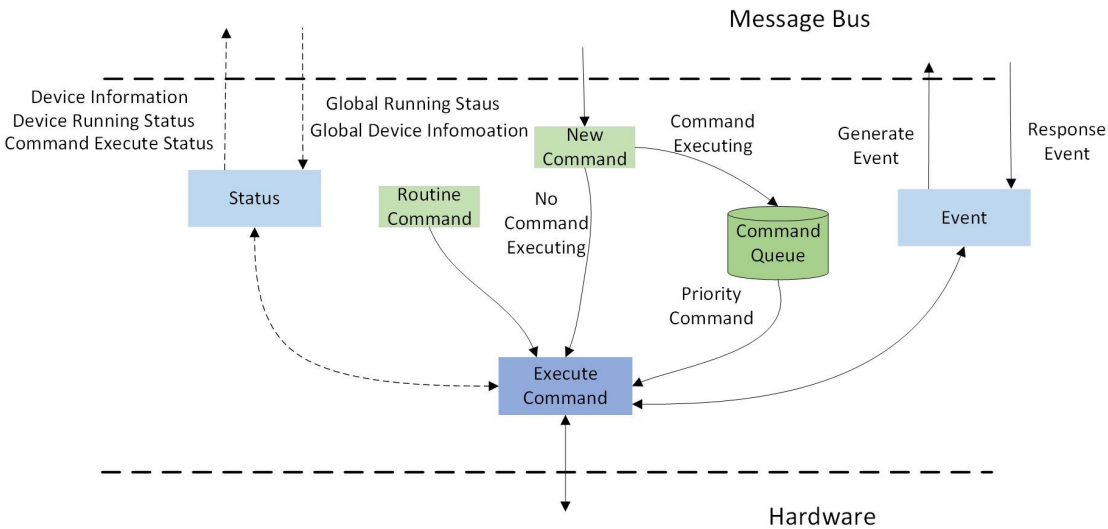 Message Bus
Device Information
Device Running Status
Command Execute Status
Global Running Staus
Global Device Infomoation
New
Command
Command
Executing
Generate
Event
Response
Event
Status
Routine
Command
No
Command
Executing
Command
Queue
Event
Priority
Command
Execute
Command
Hardware